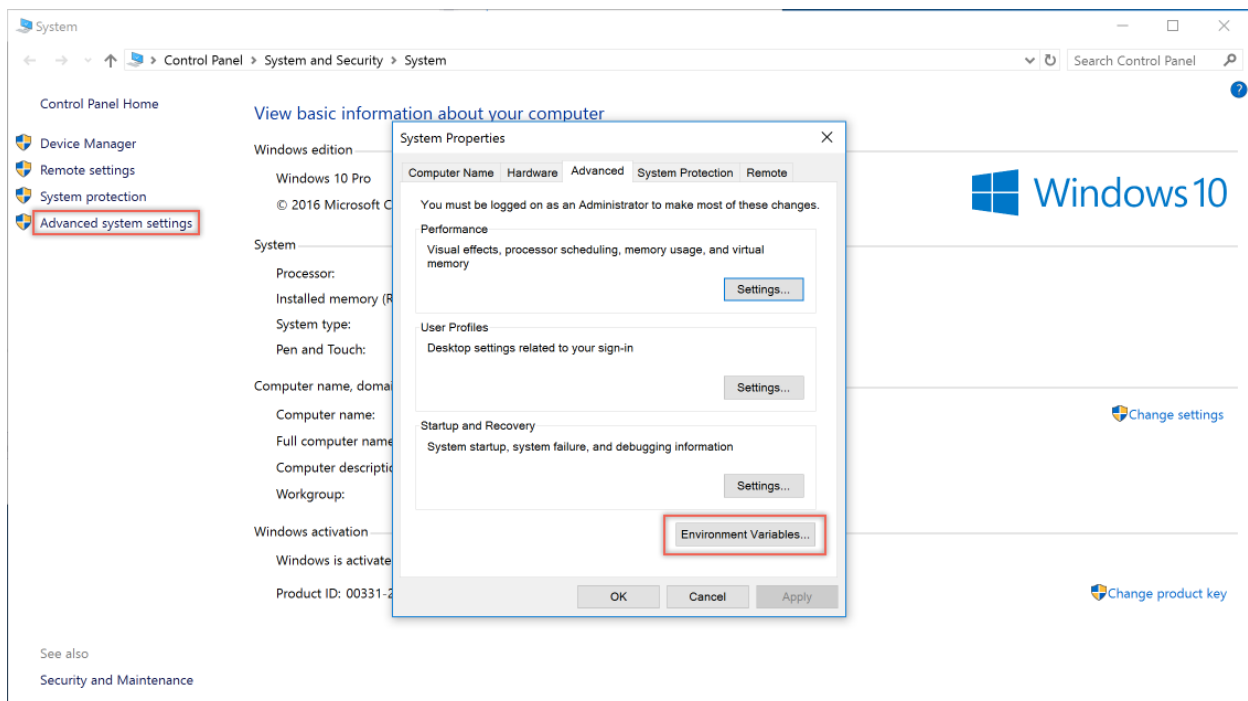 System
Control Panel > System and Security > System
Search Control Panel
Control Panel Home
Device Manager
Remote settings
System protection
Advanced system settings
See also
Security and Maintenance
View basic information about your computer
Windows edition
Windows 10 Pro
© 2016 Microsoft
System
Processor:
Installed memory
System type:
Pen and Touch:
Computer name,
Computer name:
Full computer name
Computer
Workgroup:
Windows activation
Windows is
Product ID: 00331-
Windows 10
Change settings
Change product key
System Properties
Computer Name Hardware Advanced System Protection Remote
You must be logged on as an Administrator to make most of these changes.
Performance
Visual effects, processor scheduling, memory usage, and virtual
memory
Settings...
User Profiles
Desktop settings related to your sign-in
Settings...
Startup and Recovery
System startup, system failure, and debugging information
Settings...
Environment Variables...
OK Cancel Apply